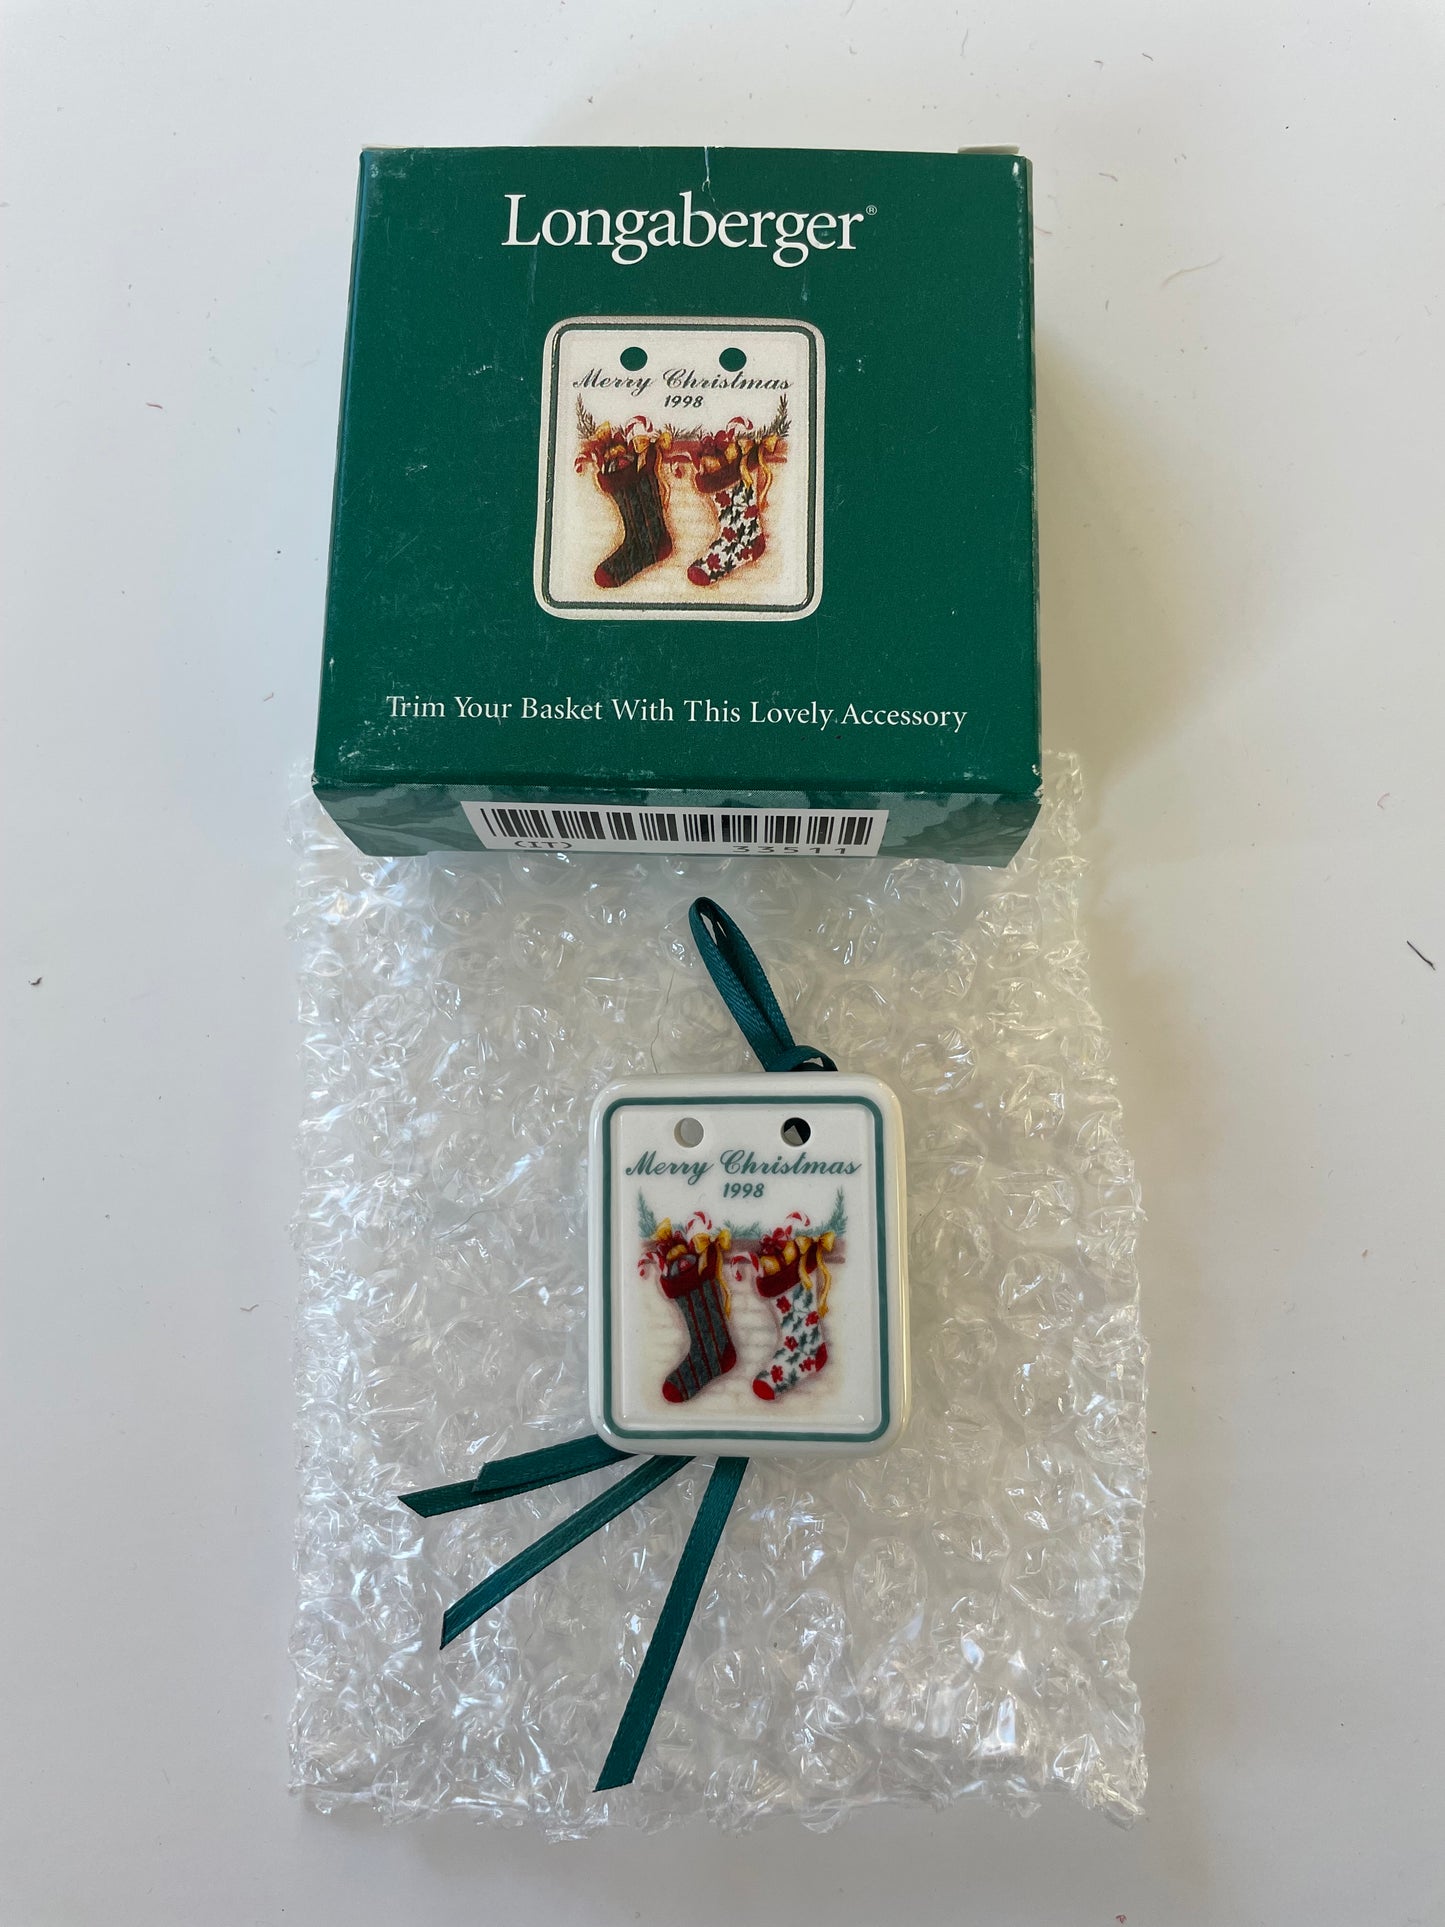 Longaberger®
Merry Christmas
1998
Trim Your Basket With This Lovely Accessory
(IT) 33511
Merry Christmas
1998